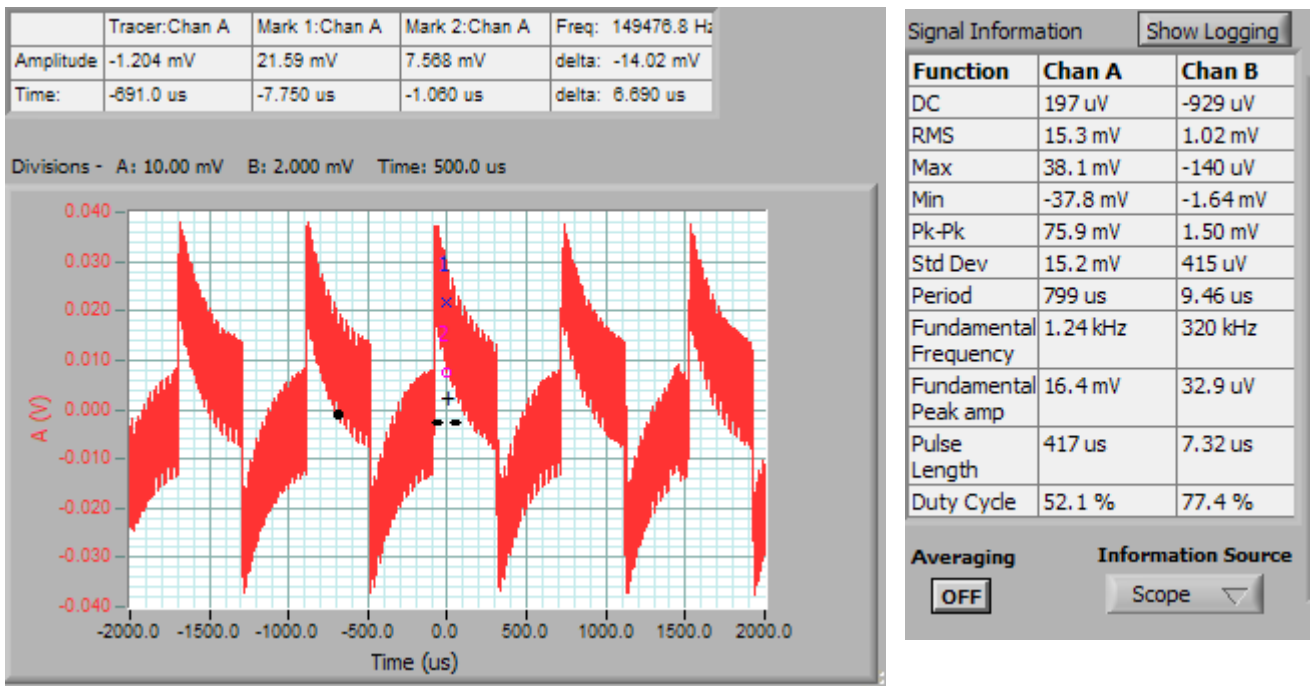 Tracer:Chan A Mark 1:Chan A Mark 2:Chan A Freq: 149476.8 Hz
Amplitude -1.204 mV 21.59 mV 7.568 mV delta: -14.02 mV
Time: -691.0 us -7.750 us -1.060 us delta: 6.690 us
Divisions - A: 10.00 mV B: 2.000 mV Time: 500.0 us
0.040
0.030
0.020
0.010
0.000
-0.010
-0.020
-0.030
-0.040
A (V)
1
2
-2000.0 -1500.0 -1000.0 -500.0 0.0 500.0 1000.0 1500.0 2000.0
Time (us)
Signal Information Show Logging
Function Chan A Chan B
DC 197 uV -929 uV
RMS 15.3 mV 1.02 mV
Max 38.1 mV -140 uV
Min -37.8 mV -1.64 mV
Pk-Pk 75.9 mV 1.50 mV
Std Dev 15.2 mV 415 uV
Period 799 us 9.46 us
Fundamental 1.24 kHz 320 kHz
Frequency
Fundamental 16.4 mV 32.9 uV
Peak amp
Pulse 417 us 7.32 us
Length
Duty Cycle 52.1 % 77.4 %
Averaging Information Source
OFF Scope